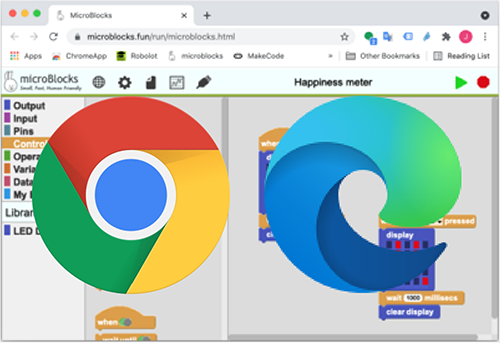 MicroBlocks
microblocks.fun/run/microblocks.html
Apps ChromeApp Robolot microblocks MakeCode » Other Bookmarks Reading List
microBlocks
Small, Fast, Human Friendly
Happiness meter
Output
Input
Pins
Contro
Opera
Varia
Data
My B
Librar
LED D
when
wait until
when
pressed
display
wait 1000 millisecs
clear display